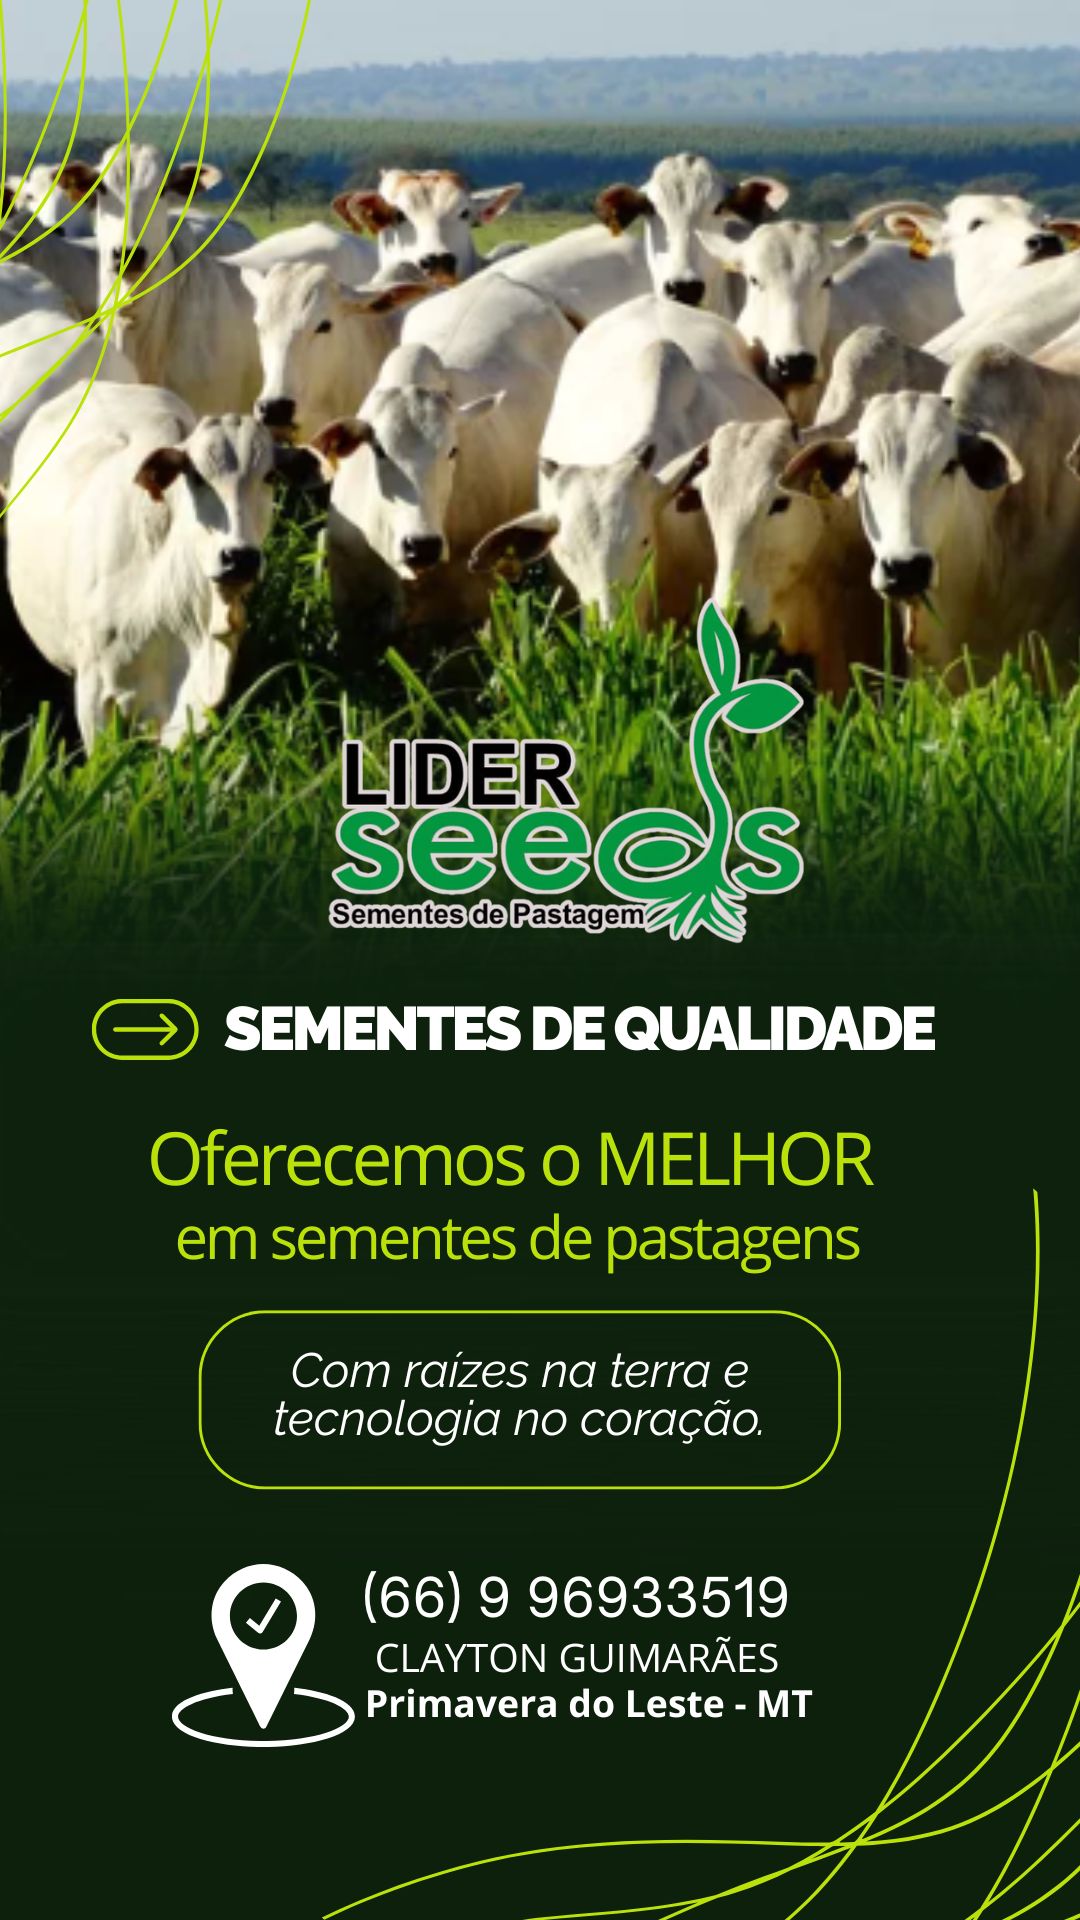 LIDER
seeds
Sementes de Pastagem
SEMENTES DE QUALIDADE
Oferecemos o MELHOR
em sementes de pastagens
Com raízes na terra e
tecnologia no coração.
(66) 9 96933519
CLAYTON GUIMARÃES
Primavera do Leste - MT